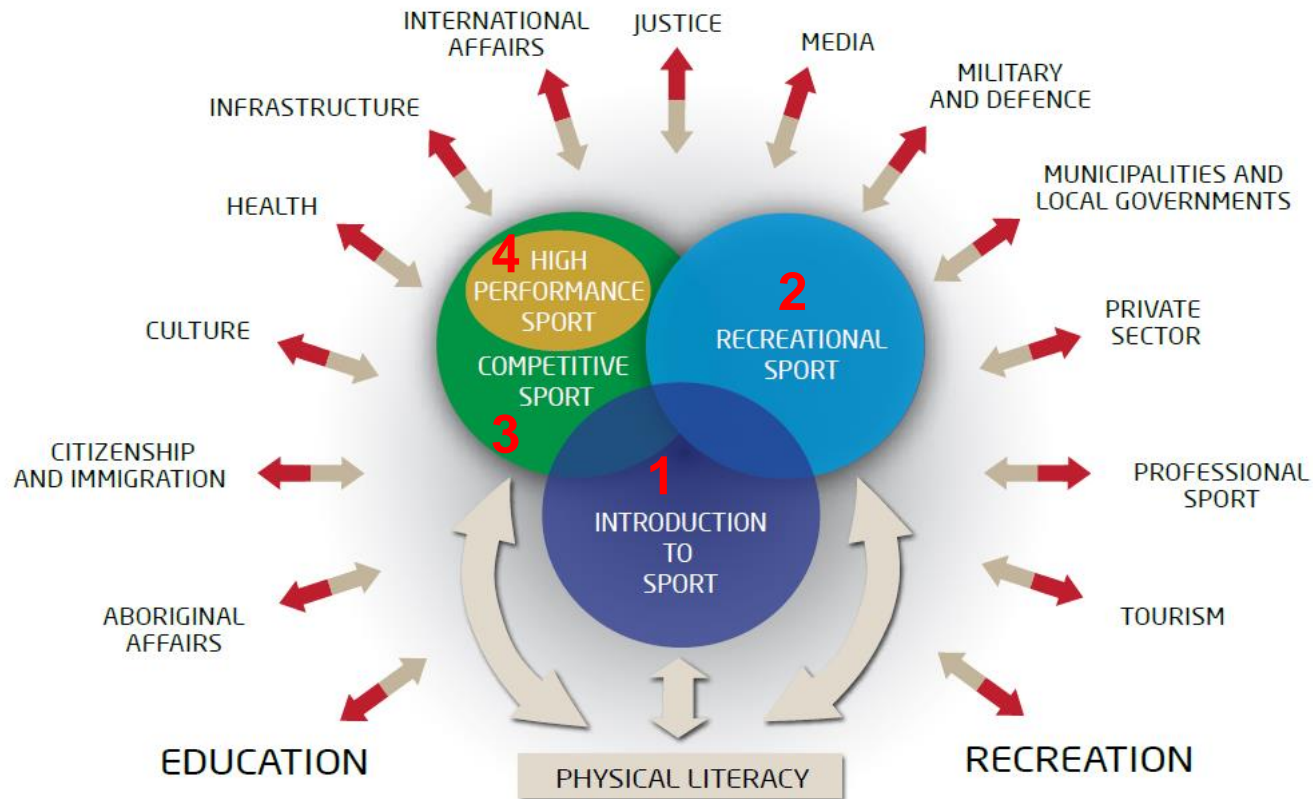 INTERNATIONAL
AFFAIRS
JUSTICE
MEDIA
MILITARY
AND DEFENCE
INFRASTRUCTURE
MUNICIPALITIES AND
LOCAL GOVERNMENTS
HEALTH
4 HIGH
PERFORMANCE
SPORT
COMPETITIVE
SPORT
3
2
RECREATIONAL
SPORT
PRIVATE
SECTOR
CULTURE
CITIZENSHIP
AND IMMIGRATION
1
INTRODUCTION
TO
SPORT
PROFESSIONAL
SPORT
ABORIGINAL
AFFAIRS
TOURISM
EDUCATION
PHYSICAL LITERACY
RECREATION